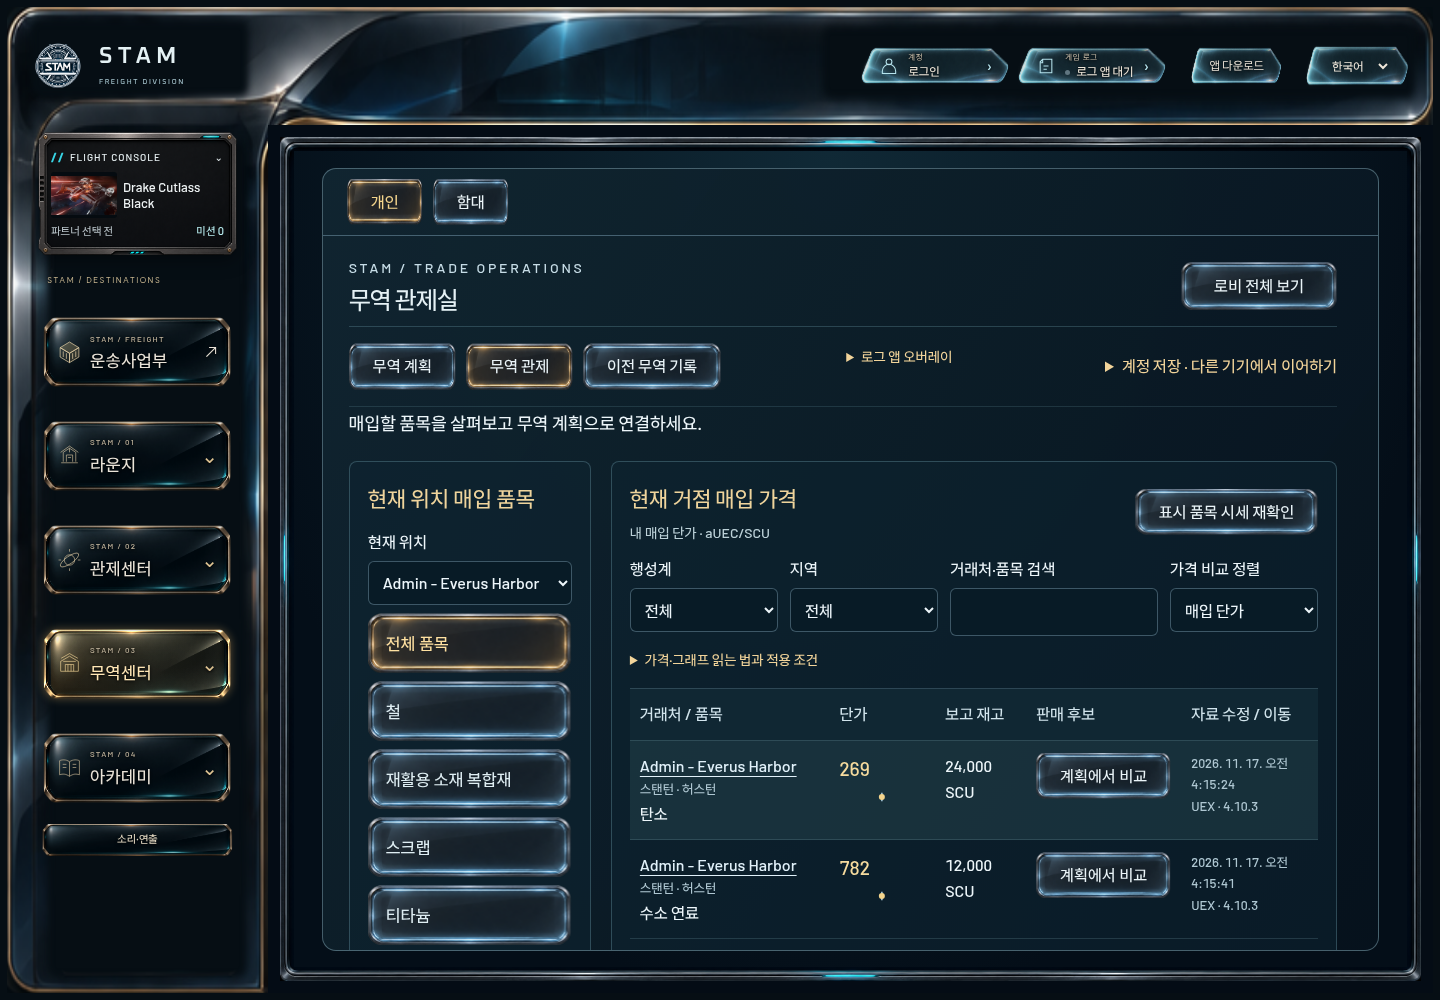 STAM
STAM
FREIGHT DIVISION
계정
로그인
게임 로그
로그 앱 대기
앱 다운로드
한국어
// FLIGHT CONSOLE
Drake Cutlass
Black
파트너 선택 전
미션 0
STAM / DESTINATIONS
STAM / FREIGHT
운송사업부
STAM / 01
라운지
STAM / 02
관제센터
STAM / 03
무역센터
STAM / 04
아카데미
소리·연출
개인
함대
STAM / TRADE OPERATIONS
무역 관제실
로비 전체 보기
무역 계획
무역 관제
이전 무역 기록
로그 앱 오버레이
계정 저장 · 다른 기기에서 이어하기
매입할 품목을 살펴보고 무역 계획으로 연결하세요.
현재 위치 매입 품목
현재 위치
Admin - Everus Harbor
전체 품목
철
재활용 소재 복합재
스크랩
티타늄
현재 거점 매입 가격
내 매입 단가 · aUEC/SCU
표시 품목 시세 재확인
행성계
지역
거래처·품목 검색
가격 비교 정렬
전체
전체
매입 단가
가격·그래프 읽는 법과 적용 조건
거래처 / 품목
단가
보고 재고
판매 후보
자료 수정 / 이동
Admin - Everus Harbor
스탠턴 · 허스턴
탄소
269
24,000
SCU
계획에서 비교
2026. 11. 17. 오전
4:15:24
UEX · 4.10.3
Admin - Everus Harbor
스탠턴 · 허스턴
수소 연료
782
12,000
SCU
계획에서 비교
2026. 11. 17. 오전
4:15:41
UEX · 4.10.3